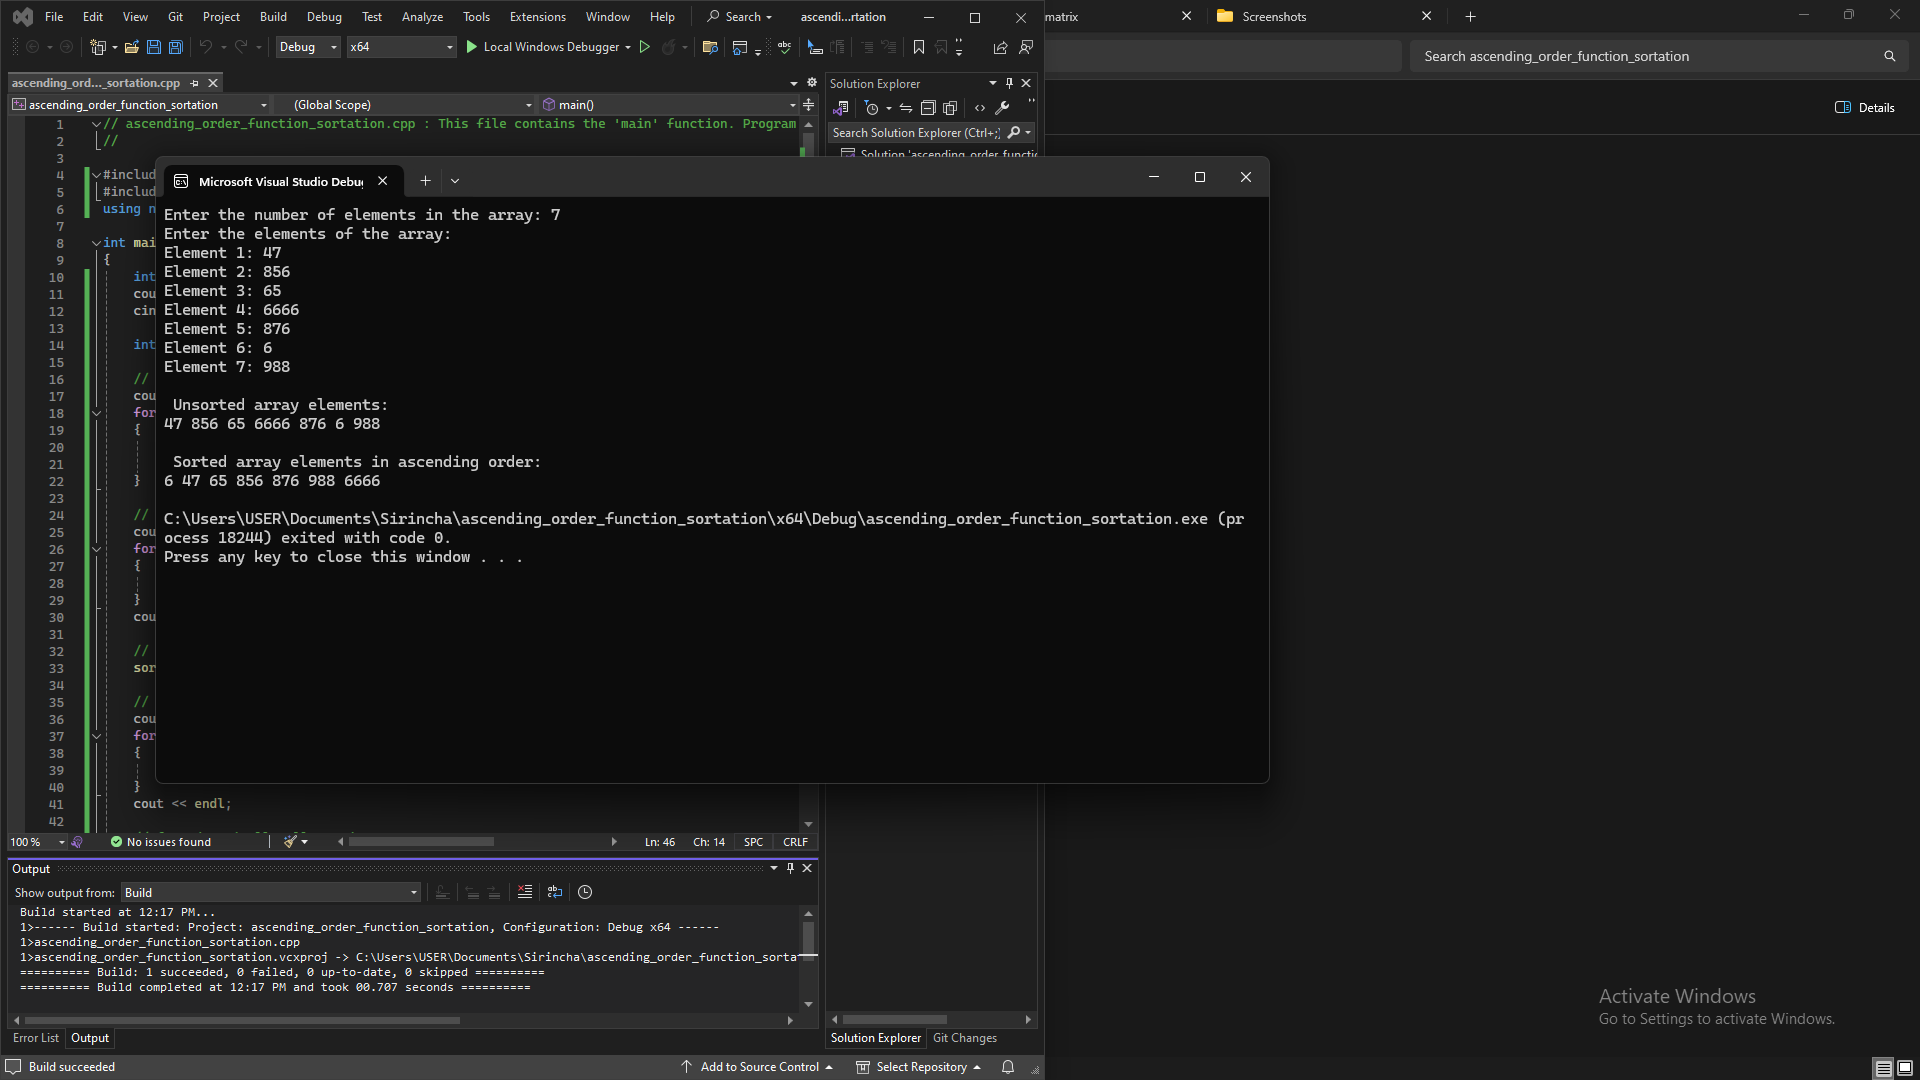 File Edit View Git Project Build Debug Test Analyze Tools Extensions Window Help Search ascendi...rtation
matrix
Screenshots
Debug x64 Local Windows Debugger
Search ascending_order_function_sortation
Details
ascending_ord..._sortation.cpp
Solution Explorer
ascending_order_function_sortation (Global Scope) main()
Search Solution Explorer (Ctrl+;)
Solution 'ascending_order_functi
1 // ascending_order_function_sortation.cpp : This file contains the 'main' function. Program
2 //
3
4 #includ
5 #includ
6 using n
7
8 int mai
9 {
10 int
11 cou
12 cin
13
14 int
15
16 //
17 cou
18 for
19 {
20
21
22 }
23
24 //
25 cou
26 for
27 {
28
29 }
30 cou
31
32 //
33 sor
34
35 //
36 cou
37 for
38 {
39
40 }
41 cout << endl;
42
Microsoft Visual Studio Debu
Enter the number of elements in the array: 7
Enter the elements of the array:
Element 1: 47
Element 2: 856
Element 3: 65
Element 4: 6666
Element 5: 876
Element 6: 6
Element 7: 988
Unsorted array elements:
47 856 65 6666 876 6 988
Sorted array elements in ascending order:
6 47 65 856 876 988 6666
C:\Users\USER\Documents\Sirincha\ascending_order_function_sortation\x64\Debug\ascending_order_function_sortation.exe (pr
ocess 18244) exited with code 0.
Press any key to close this window . . .
100 % No issues found Ln: 46 Ch: 14 SPC CRLF
Output
Show output from: Build
Build started at 12:17 PM...
1>------ Build started: Project: ascending_order_function_sortation, Configuration: Debug x64 ------
1>ascending_order_function_sortation.cpp
1>ascending_order_function_sortation.vcxproj -> C:\Users\USER\Documents\Sirincha\ascending_order_function_sorta
========== Build: 1 succeeded, 0 failed, 0 up-to-date, 0 skipped ==========
========== Build completed at 12:17 PM and took 00.707 seconds ==========
Error List Output
Solution Explorer Git Changes
Build succeeded Add to Source Control Select Repository
Activate Windows
Go to Settings to activate Windows.